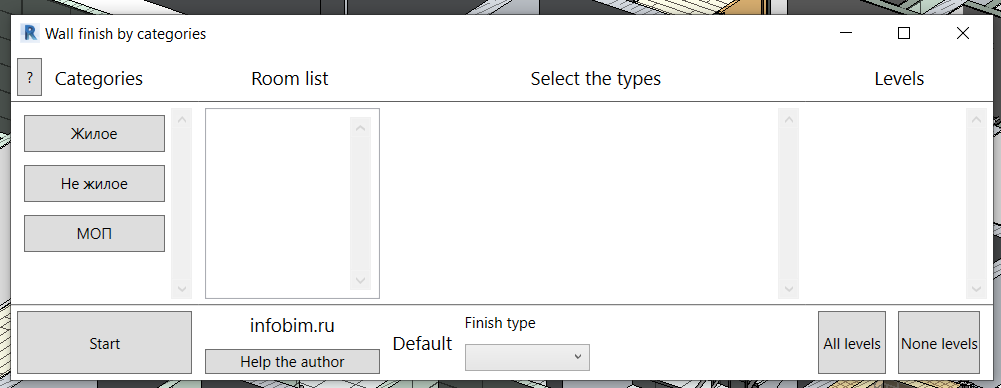 R Wall finish by categories
? Categories Room list Select the types Levels
Жилое
Не жилое
МОП
Start
infobim.ru
Help the author
Default
Finish type
All levels
None levels